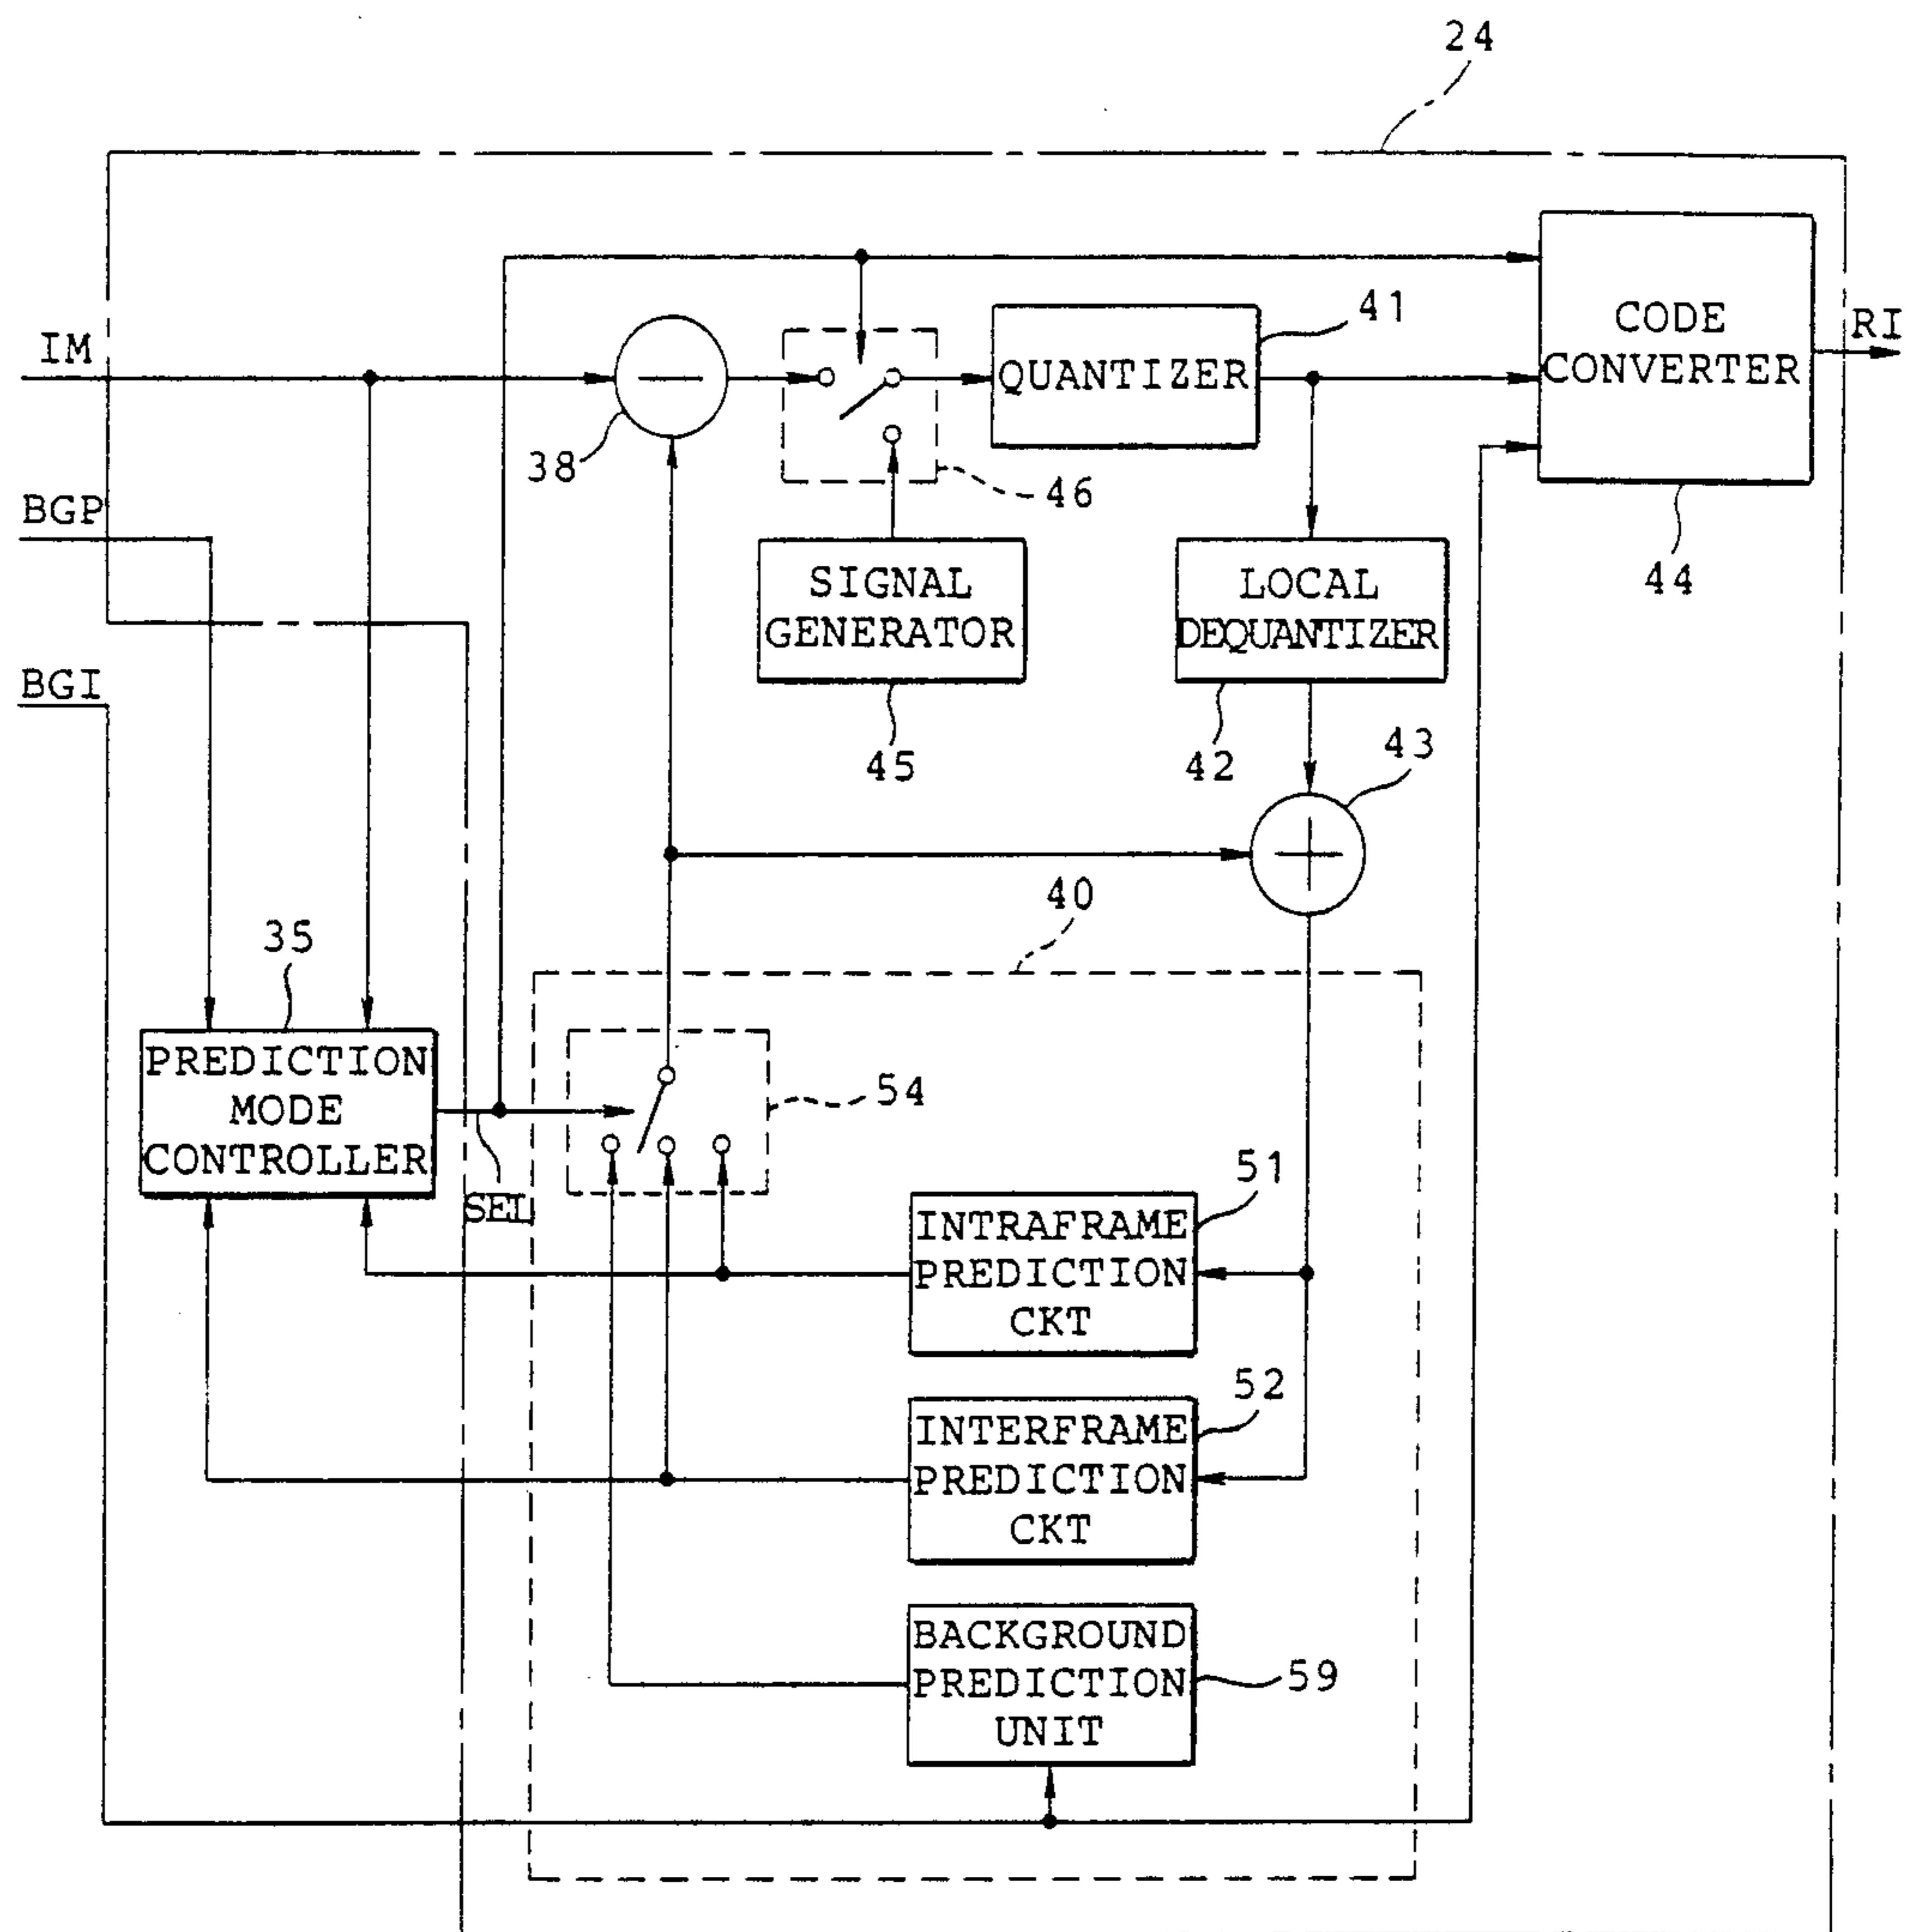 24
CODE
CONVERTER
RI
41
IM
QUANTIZER
38
46
BGP
SIGNAL
GENERATOR
LOCAL
DEQUANTIZER
44
BGI
45
42
43
40
35
PREDICTION
MODE
CONTROLLER
54
SEL
51
INTRAFRAME
PREDICTION
CKT
52
INTERFRAME
PREDICTION
CKT
BACKGROUND
PREDICTION
UNIT
59